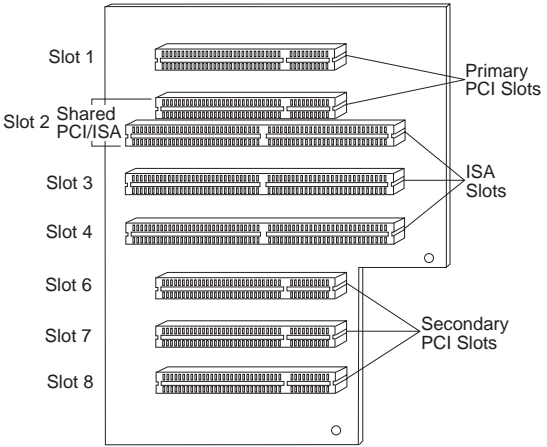 Slot 1
Primary
PCI Slots
Slot 2
Shared
PCI/ISA
Slot 3
ISA
Slots
Slot 4
Slot 6
Slot 7
Secondary
PCI Slots
Slot 8